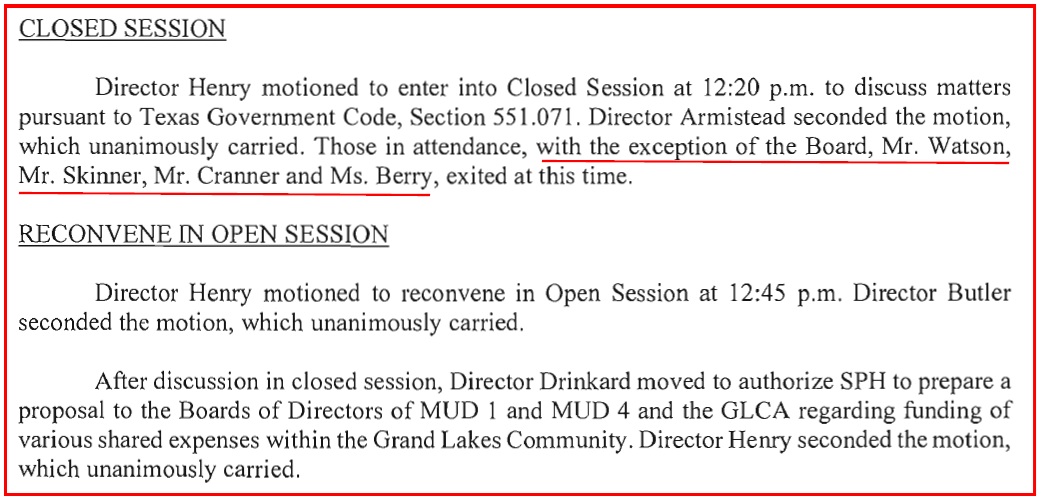 CLOSED SESSION
Director Henry motioned to enter into Closed Session at 12:20 p.m. to discuss matters
pursuant to Texas Government Code, Section 551.071. Director Armistead seconded the motion,
which unanimously carried. Those in attendance, with the exception of the Board, Mr. Watson,
Mr. Skinner, Mr. Cranner and Ms. Berry, exited at this time.
RECONVENE IN OPEN SESSION
Director Henry motioned to reconvene in Open Session at 12:45 p.m. Director Butler
seconded the motion, which unanimously carried.
After discussion in closed session, Director Drinkard moved to authorize SPH to prepare a
proposal to the Boards of Directors of MUD 1 and MUD 4 and the GLCA regarding funding of
various shared expenses within the Grand Lakes Community. Director Henry seconded the motion,
which unanimously carried.